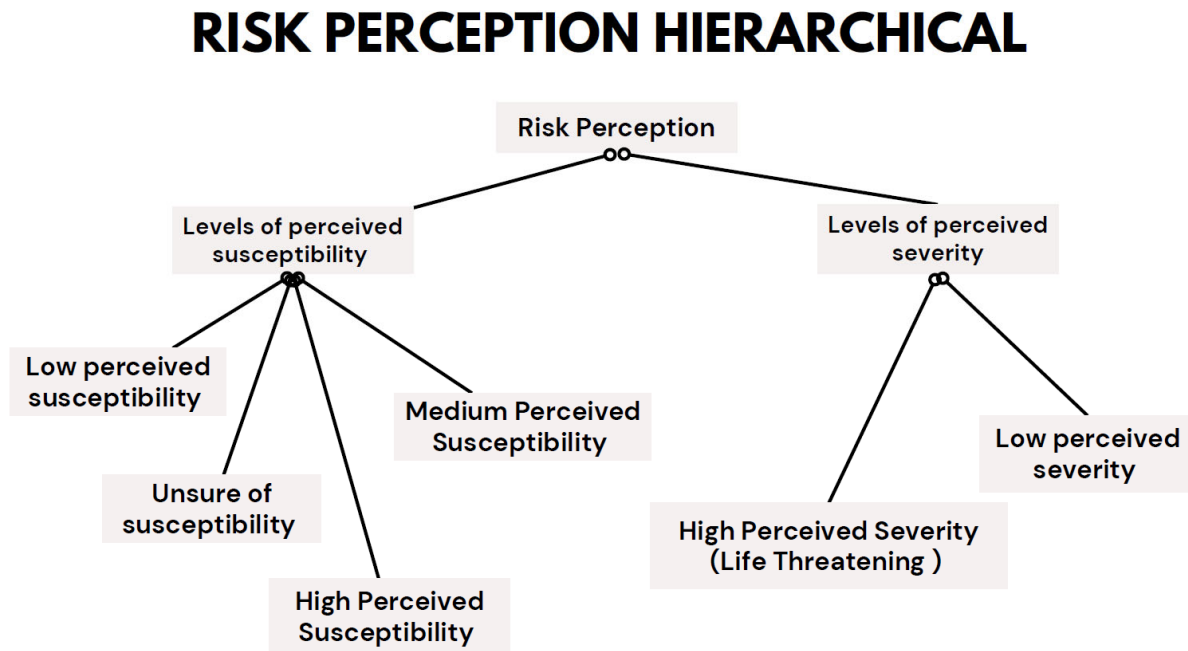 RISK PERCEPTION HIERARCHICAL
Risk Perception
Levels of perceived
susceptibility
Levels of perceived
severity
Low perceived
susceptibility
Medium Perceived
Susceptibility
Low perceived
severity
Unsure of
susceptibility
High Perceived Severity
(Life Threatening )
High Perceived
Susceptibility